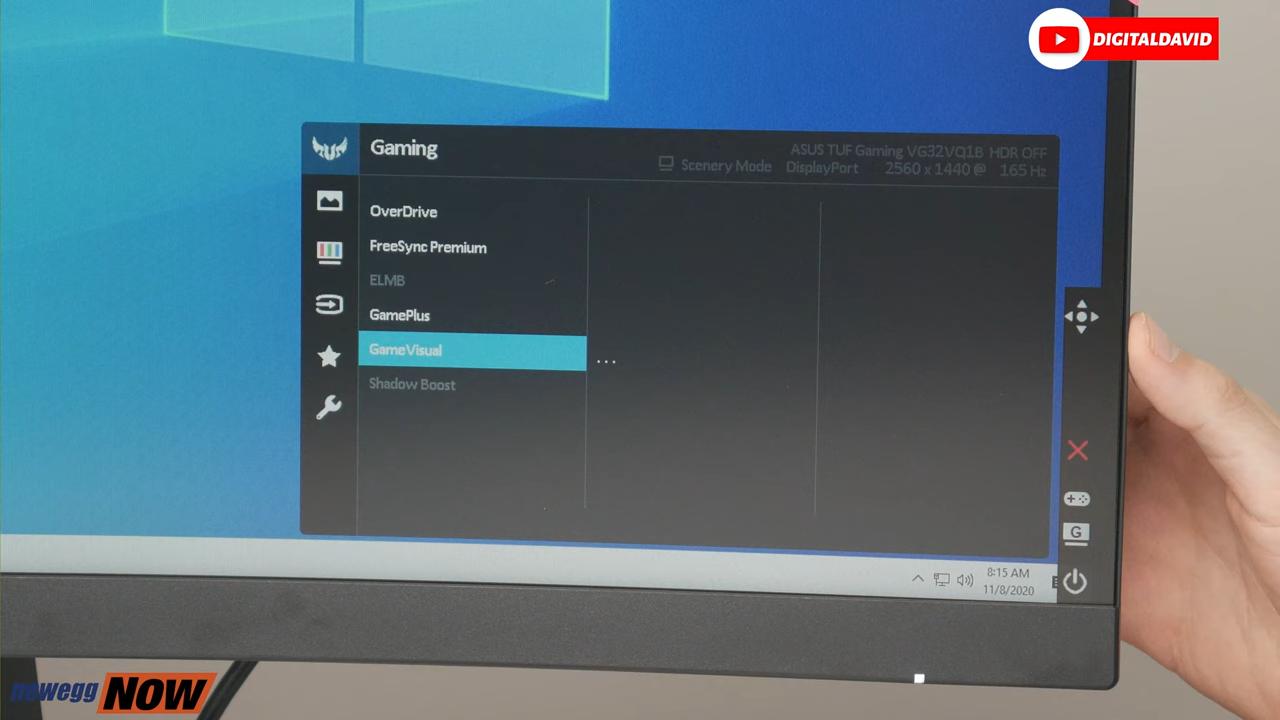 DIGITALDAVID
Gaming
ASUS TUF Gaming VG32VQ1B HDR OFF
Scenery Mode DisplayPort 2560 x 1440 @ 165 Hz
OverDrive
FreeSync Premium
ELMB
GamePlus
GameVisual
...
Shadow Boost
G
8:15 AM
11/8/2020
newegg NOW